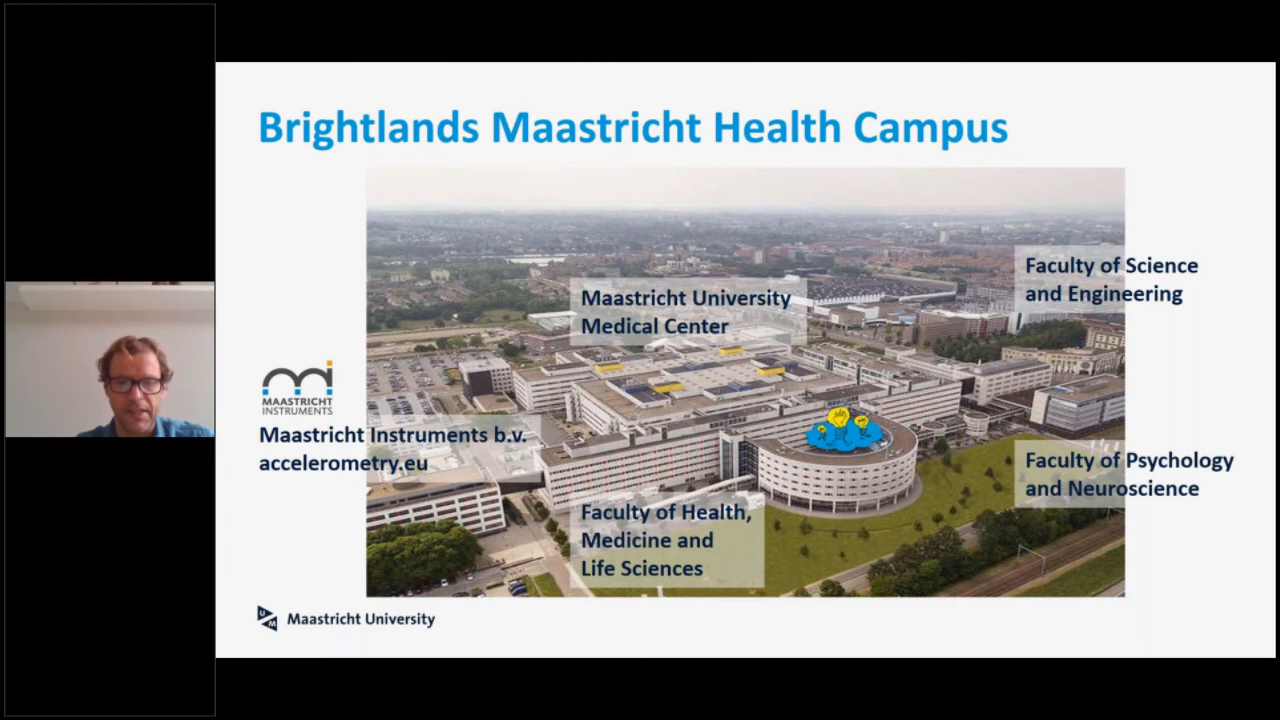 Brightlands Maastricht Health Campus
Faculty of Science
and Engineering
Maastricht University
Medical Center
MAASTRICHT
INSTRUMENTS
Maastricht Instruments b.v.
accelerometry.eu
Faculty of Psychology
and Neuroscience
Faculty of Health,
Medicine and
Life Sciences
UM
Maastricht University